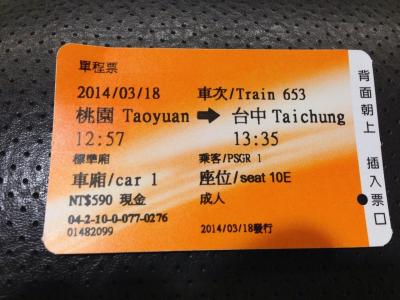 單程票
2014/03/18 車次/Train 653
桃園 Taoyuan → 台中 Taichung
12:57 13:35
標準廂 乘客/PSGR 1
車廂/car 1 座位/seat 10E
NT$590 現金 成人
04-2-10-0-077-0276
01482099 2014/03/18發行
背面朝上 插入票口